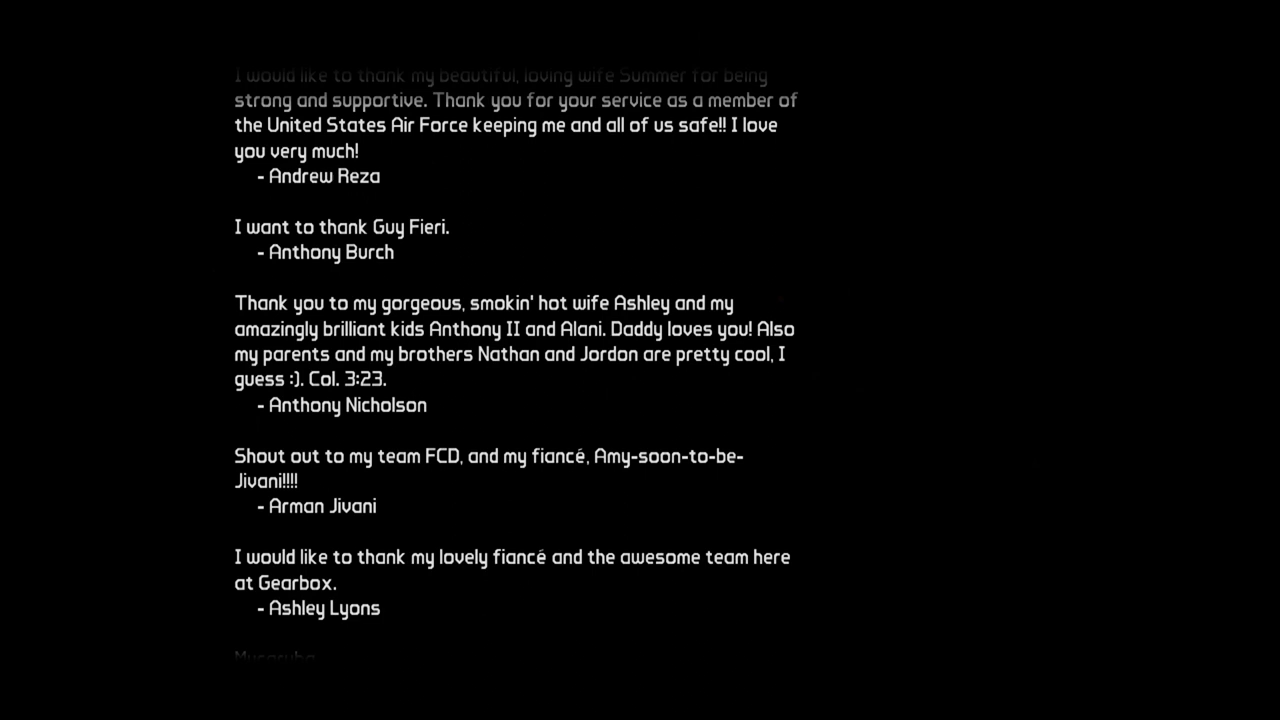 I would like to thank my beautiful, loving wife Summer for being
strong and supportive. Thank you for your service as a member of
the United States Air Force keeping me and all of us safe!! I love
you very much!
- Andrew Reza
I want to thank Guy Fieri.
- Anthony Burch
Thank you to my gorgeous, smokin' hot wife Ashley and my
amazingly brilliant kids Anthony II and Alani. Daddy loves you! Also
my parents and my brothers Nathan and Jordon are pretty cool, I
guess :). Col. 3:23.
- Anthony Nicholson
Shout out to my team FCD, and my fiancé, Amy-soon-to-be-
Jivani!!!!
- Arman Jivani
I would like to thank my lovely fiancé and the awesome team here
at Gearbox.
- Ashley Lyons